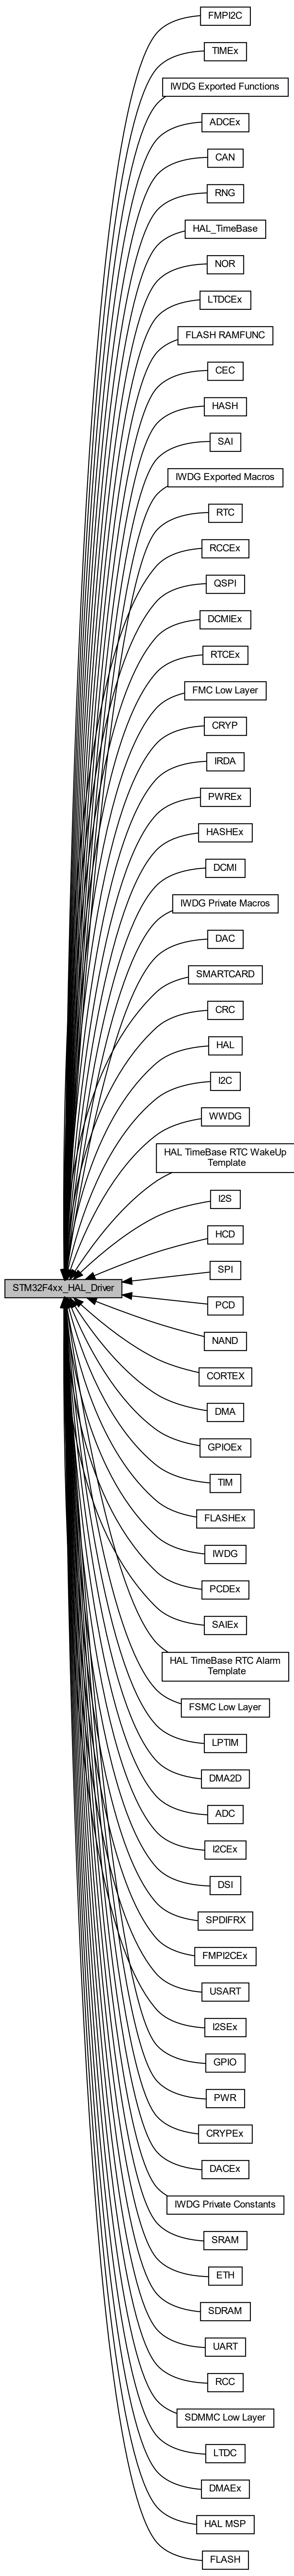 FMPI2C
TIMEx
IWDG Exported Functions
ADCEx
CAN
RNG
HAL_TimeBase
NOR
LTDCEx
FLASH RAMFUNC
CEC
HASH
SAI
IWDG Exported Macros
RTC
RCCEx
QSPI
DCMIEx
RTCEx
FMC Low Layer
CRYP
IRDA
PWREx
HASHEx
DCMI
IWDG Private Macros
DAC
SMARTCARD
CRC
HAL
I2C
WWDG
HAL TimeBase RTC WakeUp
Template
I2S
HCD
SPI
STM32F4xx_HAL_Driver
PCD
NAND
CORTEX
DMA
GPIOEx
TIM
FLASHEx
IWDG
PCDEx
SAIEx
HAL TimeBase RTC Alarm
Template
FSMC Low Layer
LPTIM
DMA2D
ADC
I2CEx
DSI
SPDIFRX
FMPI2CEx
USART
I2SEx
GPIO
PWR
CRYPEx
DACEx
IWDG Private Constants
SRAM
ETH
SDRAM
UART
RCC
SDMMC Low Layer
LTDC
DMAEx
HAL MSP
FLASH